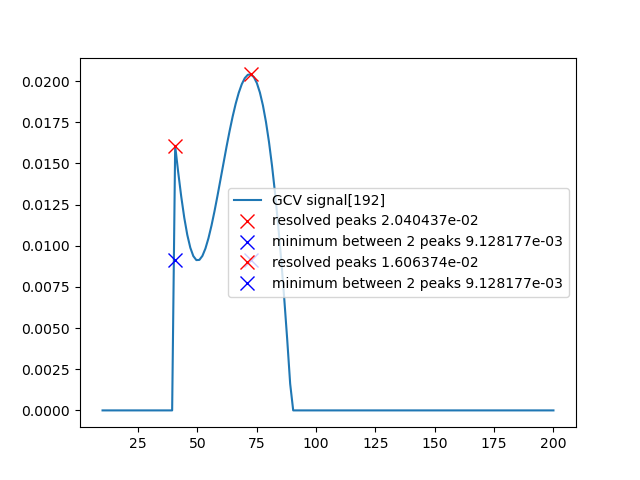 0.0200
0.0175
0.0150
0.0125
0.0100
0.0075
0.0050
0.0025
0.0000
GCV signal[192]
resolved peaks 2.040437e-02
minimum between 2 peaks 9.128177e-03
resolved peaks 1.606374e-02
minimum between 2 peaks 9.128177e-03
25 50 75 100 125 150 175 200